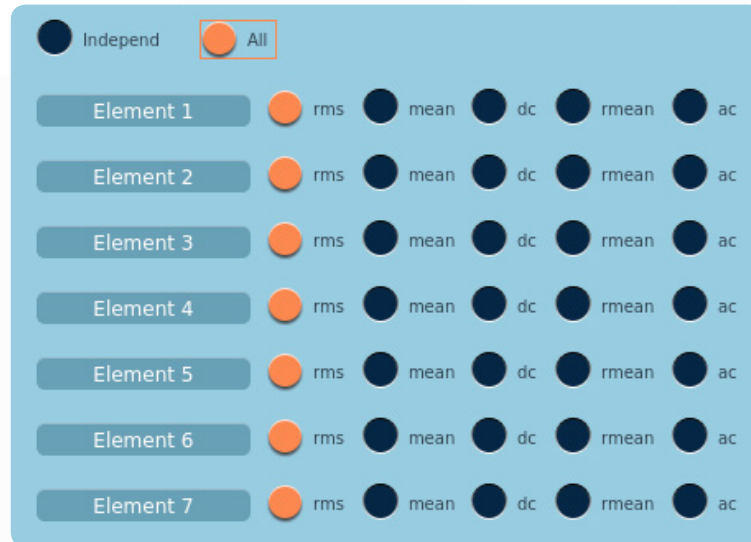 Independ All
Element 1 rms mean dc rmean ac
Element 2 rms mean dc rmean ac
Element 3 rms mean dc rmean ac
Element 4 rms mean dc rmean ac
Element 5 rms mean dc rmean ac
Element 6 rms mean dc rmean ac
Element 7 rms mean dc rmean ac